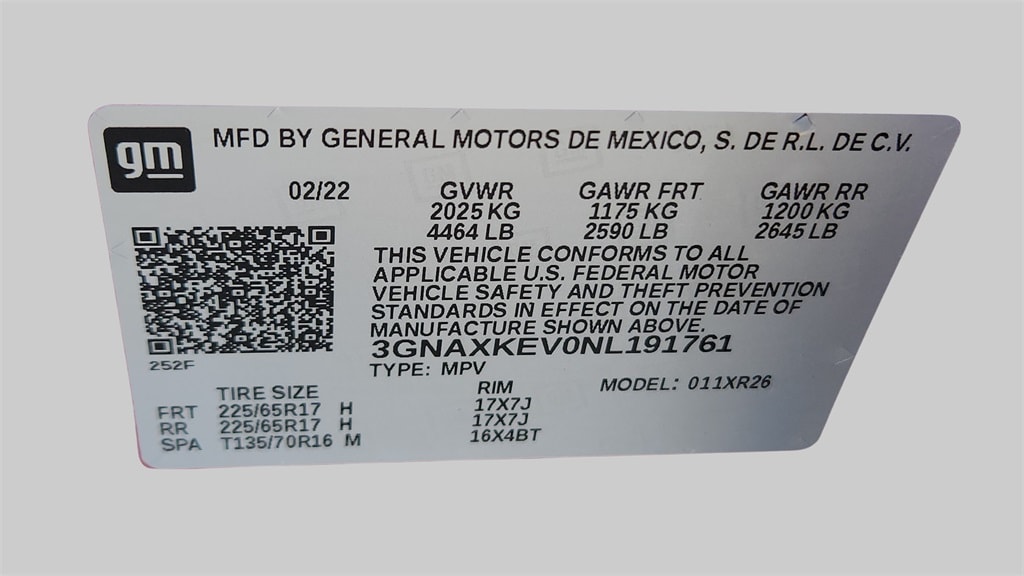 gm
MFD BY GENERAL MOTORS DE MEXICO, S. DE R.L. DE C.V.
02/22 GVWR GAWR FRT GAWR RR
2025 KG 1175 KG 1200 KG
4464 LB 2590 LB 2645 LB
THIS VEHICLE CONFORMS TO ALL
APPLICABLE U.S. FEDERAL MOTOR
VEHICLE SAFETY AND THEFT PREVENTION
STANDARDS IN EFFECT ON THE DATE OF
MANUFACTURE SHOWN ABOVE.
3GNAXKEV0NL191761
252F
TYPE: MPV
TIRE SIZE RIM MODEL: 011XR26
FRT 225/65R17 H 17X7J
RR 225/65R17 H 17X7J
SPA T135/70R16 M 16X4BT